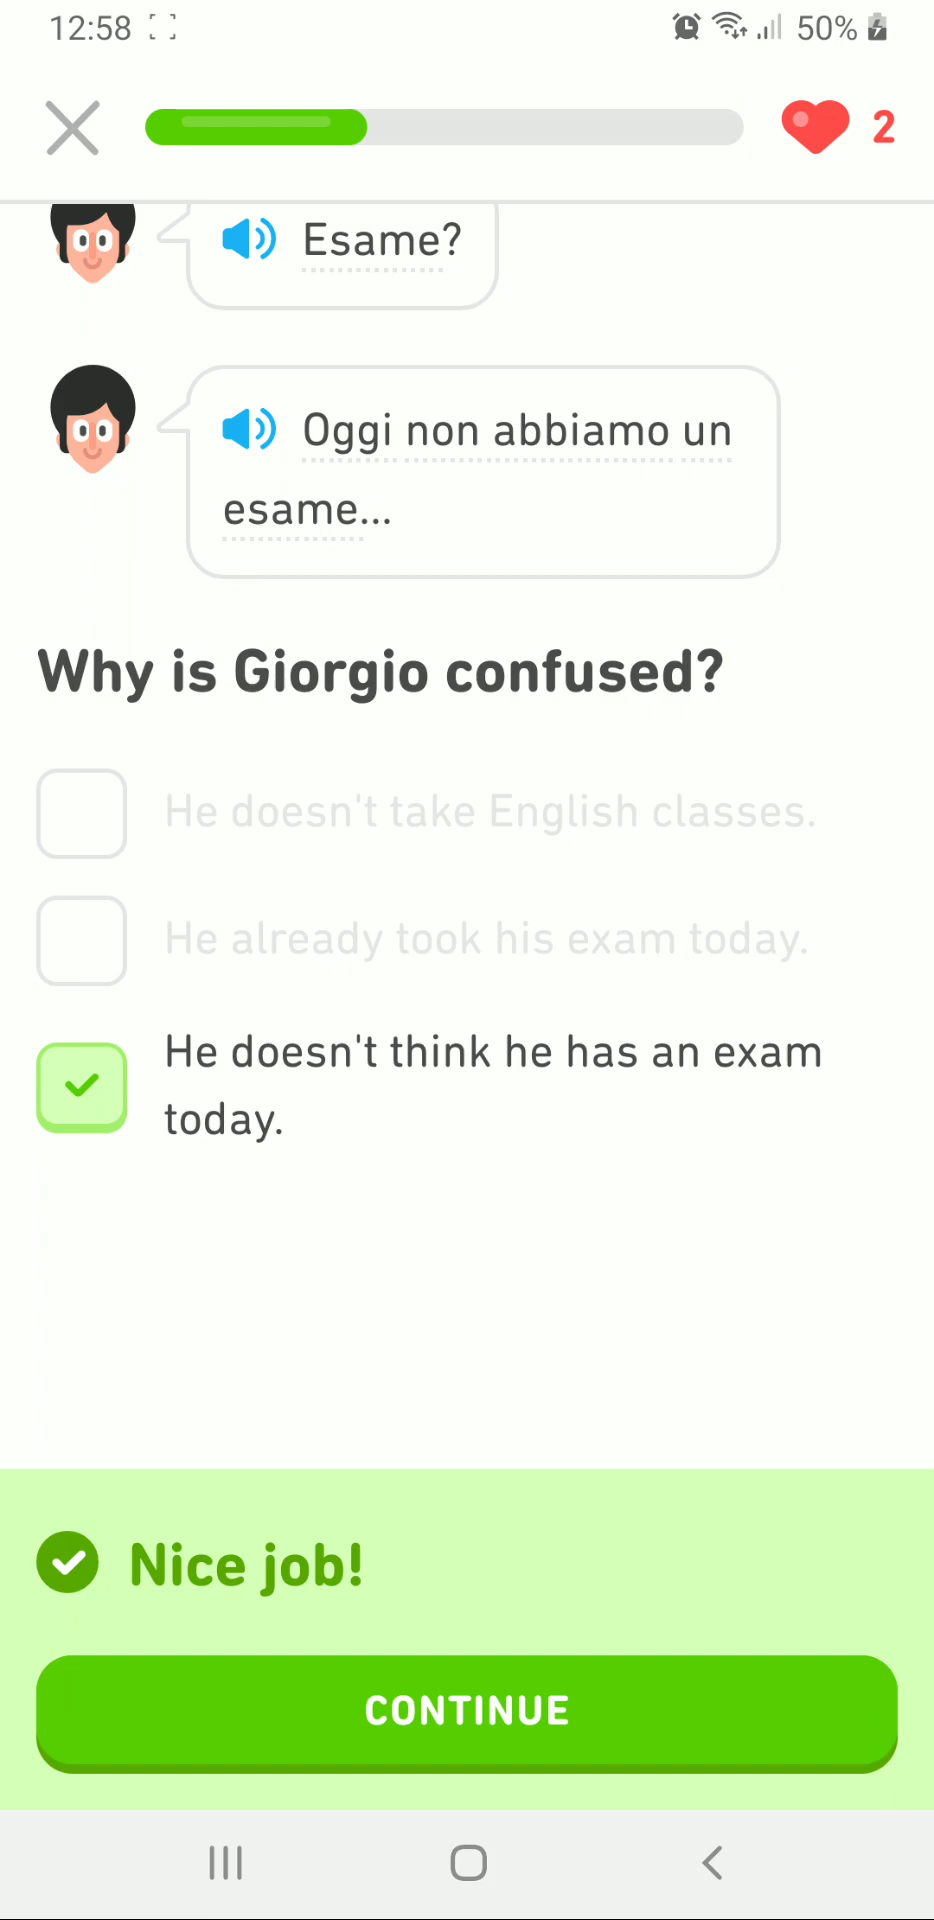 12:58
50%
2
Esame?
Oggi non abbiamo un
esame...
Why is Giorgio confused?
He doesn't take English classes.
He already took his exam today.
He doesn't think he has an exam
today.
Nice job!
CONTINUE